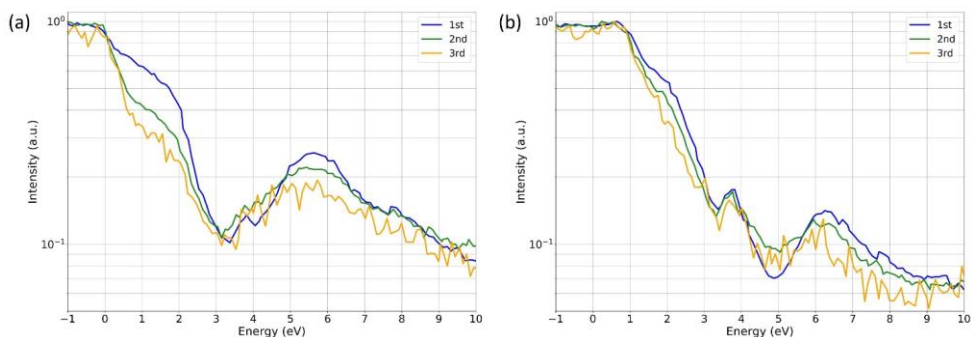 (a)
10⁰
10⁻¹
Intensity (a.u.)
1st
2nd
3rd
−1 0 1 2 3 4 5 6 7 8 9 10
Energy (eV)
(b)
10⁰
10⁻¹
Intensity (a.u.)
1st
2nd
3rd
−1 0 1 2 3 4 5 6 7 8 9 10
Energy (eV)